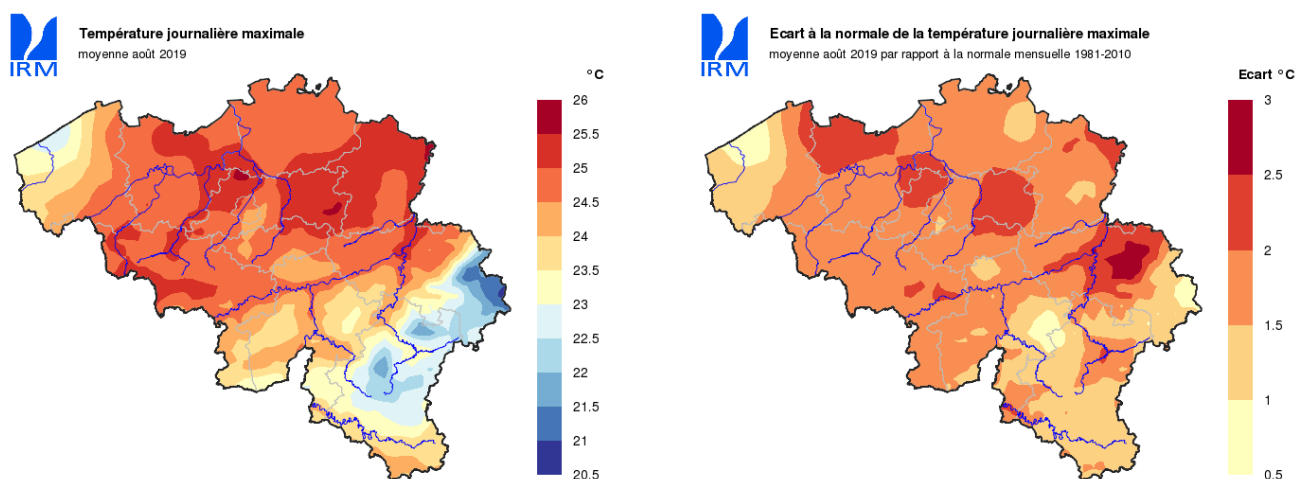 IRM
Température journalière maximale
moyenne août 2019
°C
26
25.5
25
24.5
24
23.5
23
22.5
22
21.5
21
20.5
IRM
Ecart à la normale de la température journalière maximale
moyenne août 2019 par rapport à la normale mensuelle 1981-2010
Ecart °C
3
2.5
2
1.5
1
0.5